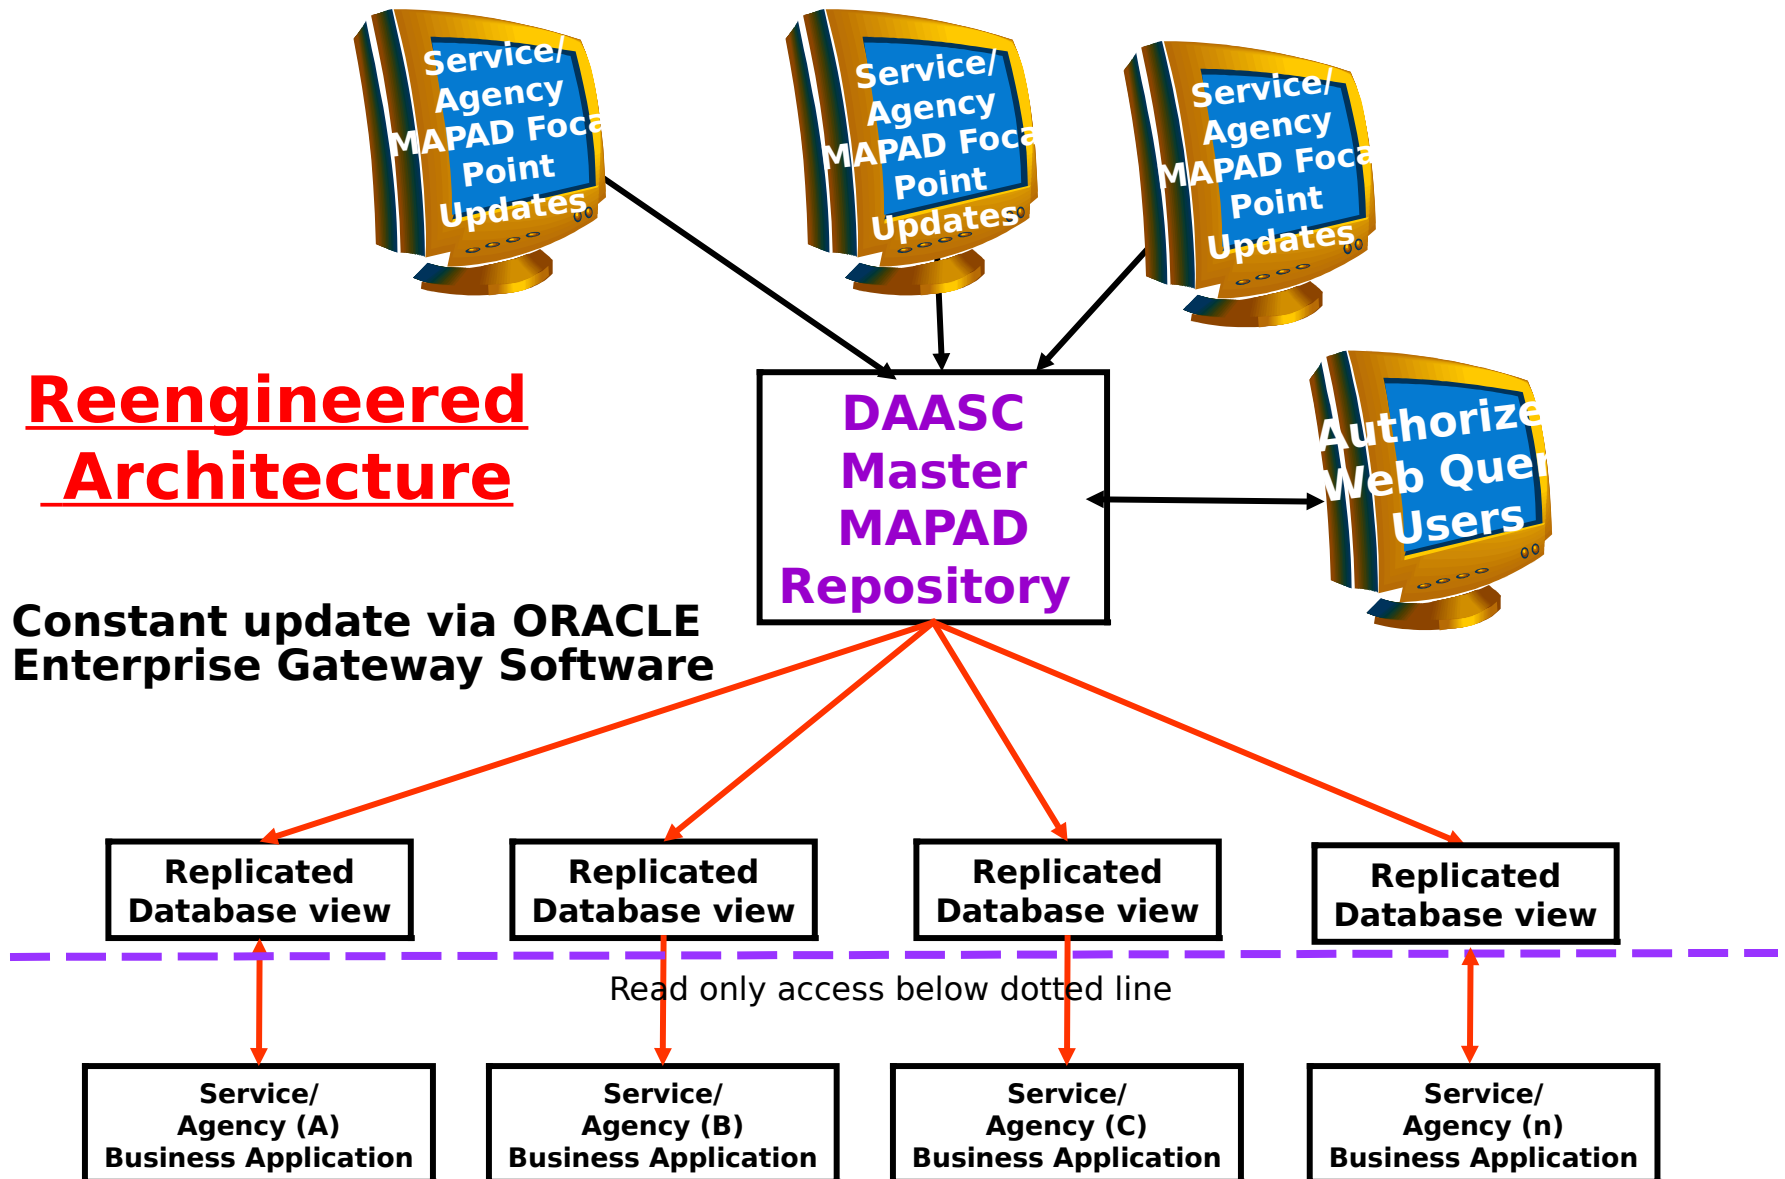 Service/
Agency
MAPAD Foca
Point
Updates
Service/
Agency
MAPAD Foca
Point
Updates
Service/
Agency
MAPAD Foca
Point
Updates
Reengineered
Architecture
DAASC
Master
MAPAD
Repository
Authorize
Web Quer
Users
Constant update via ORACLE
Enterprise Gateway Software
Replicated
Database view
Replicated
Database view
Replicated
Database view
Replicated
Database view
Read only access below dotted line
Service/
Agency (A)
Business Application
Service/
Agency (B)
Business Application
Service/
Agency (C)
Business Application
Service/
Agency (n)
Business Application